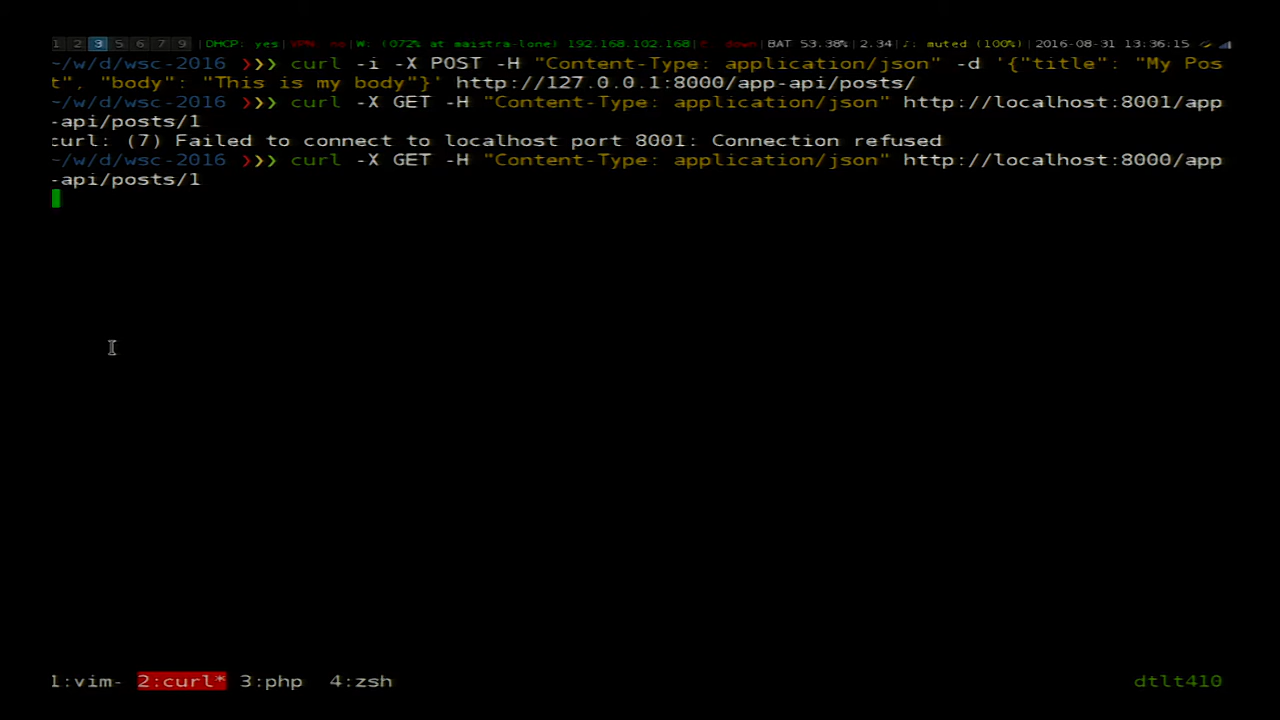 1 2 3 5 6 7 9 |DHCP: yes|VPN: no|W: (072% at maistra-lone) 192.168.102.168| down|BAT 53.38%|2.34|♪: muted (100%)|2016-08-31 13:36:15
~/w/d/wsc-2016 ❯❯❯ curl -i -X POST -H "Content-Type: application/json" -d '{"title": "My Pos
t", "body": "This is my body"}' http://127.0.0.1:8000/app-api/posts/
~/w/d/wsc-2016 ❯❯❯ curl -X GET -H "Content-Type: application/json" http://localhost:8001/app
-api/posts/1
curl: (7) Failed to connect to localhost port 8001: Connection refused
~/w/d/wsc-2016 ❯❯❯ curl -X GET -H "Content-Type: application/json" http://localhost:8000/app
-api/posts/1
1:vim- 2:curl* 3:php 4:zsh dtlt410